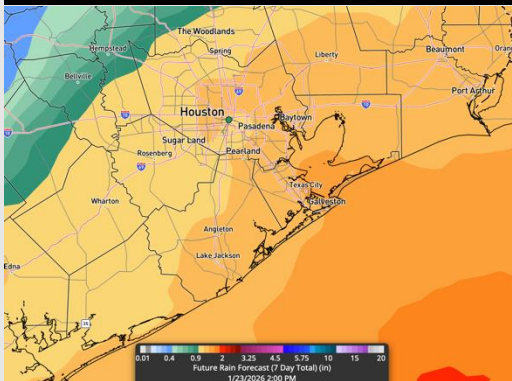 The Woodlands
Hempstead
Spring
Liberty
Beaumont
Oran
Bellville
Port Arthur
Houston
Baytown
Pasadena
Sugar Land
Pearland
Rosenberg
Texas City
Wharton
Galveston
Angleton
Lake Jackson
Edna
0.01 0.4 0.9 2 3.25 4.5 5.75 10 15 20
Future Rain Forecast (7 Day Total) (in)
1/23/2026 2:00 PM